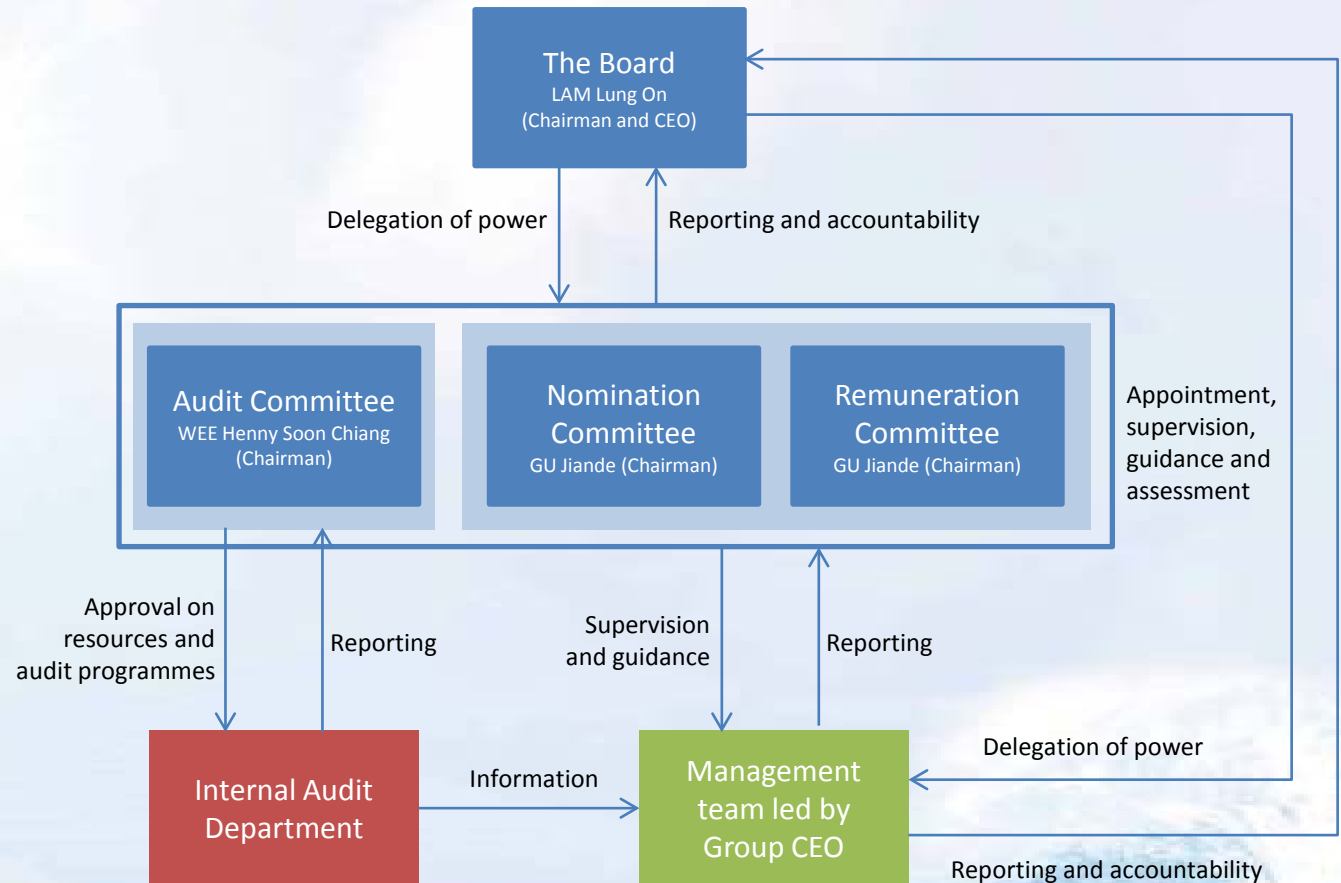 The Board
LAM Lung On
(Chairman and CEO)
Delegation of power
Reporting and accountability
Audit Committee
WEE Henny Soon Chiang
(Chairman)
Nomination
Committee
GU Jiande (Chairman)
Remuneration
Committee
GU Jiande (Chairman)
Appointment,
supervision,
guidance and
assessment
Approval on
resources and
audit programmes
Reporting
Supervision
and guidance
Reporting
Internal Audit
Department
Information
Management
team led by
Group CEO
Delegation of power
Reporting and accountability